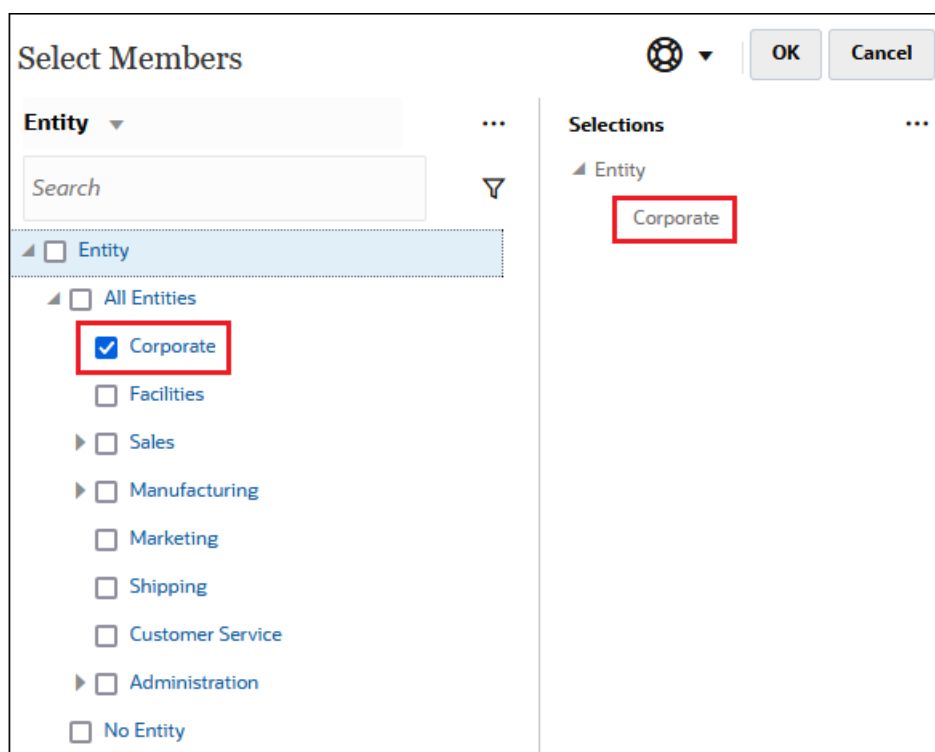 Select Members
OK
Cancel
Entity
...
Search
Entity
All Entities
Corporate
Facilities
Sales
Manufacturing
Marketing
Shipping
Customer Service
Administration
No Entity
Selections
...
Entity
Corporate